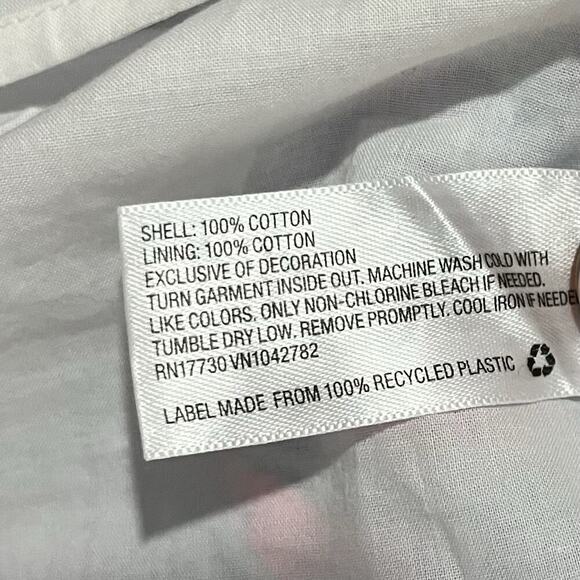 SHELL: 100% COTTON
LINING: 100% COTTON
EXCLUSIVE OF DECORATION
TURN GARMENT INSIDE OUT. MACHINE WASH COLD WITH
LIKE COLORS. ONLY NON-CHLORINE BLEACH IF NEEDED.
TUMBLE DRY LOW. REMOVE PROMPTLY. COOL IRON IF NEEDE
RN17730 VN1042782
LABEL MADE FROM 100% RECYCLED PLASTIC